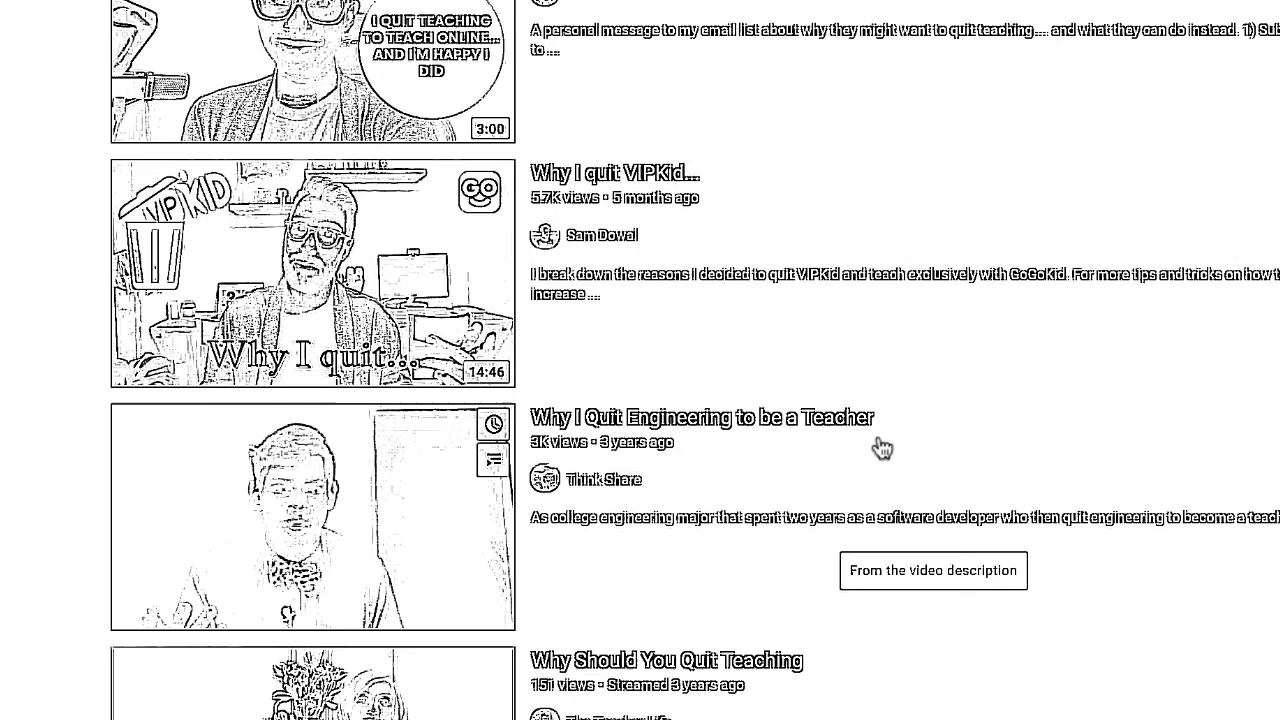 I QUIT TEACHING
TO TEACH ONLINE...
AND I'M HAPPY I
DID
3:00
A personal message to my email list about why they might want to quit teaching .... and what they can do instead. 1) Sub
to ....
VIPKID
GO
Why I quit...
14:46
Why I quit VIPKid...
5.7K views • 5 months ago
Sam Dowal
I break down the reasons I decided to quit VIPKid and teach exclusively with GoGoKid. For more tips and tricks on how t
increase ....
Why I Quit Engineering to be a Teacher
3K views • 3 years ago
Think Share
As college engineering major that spent two years as a software developer who then quit engineering to become a teach
From the video description
Why Should You Quit Teaching
151 views • Streamed 3 years ago